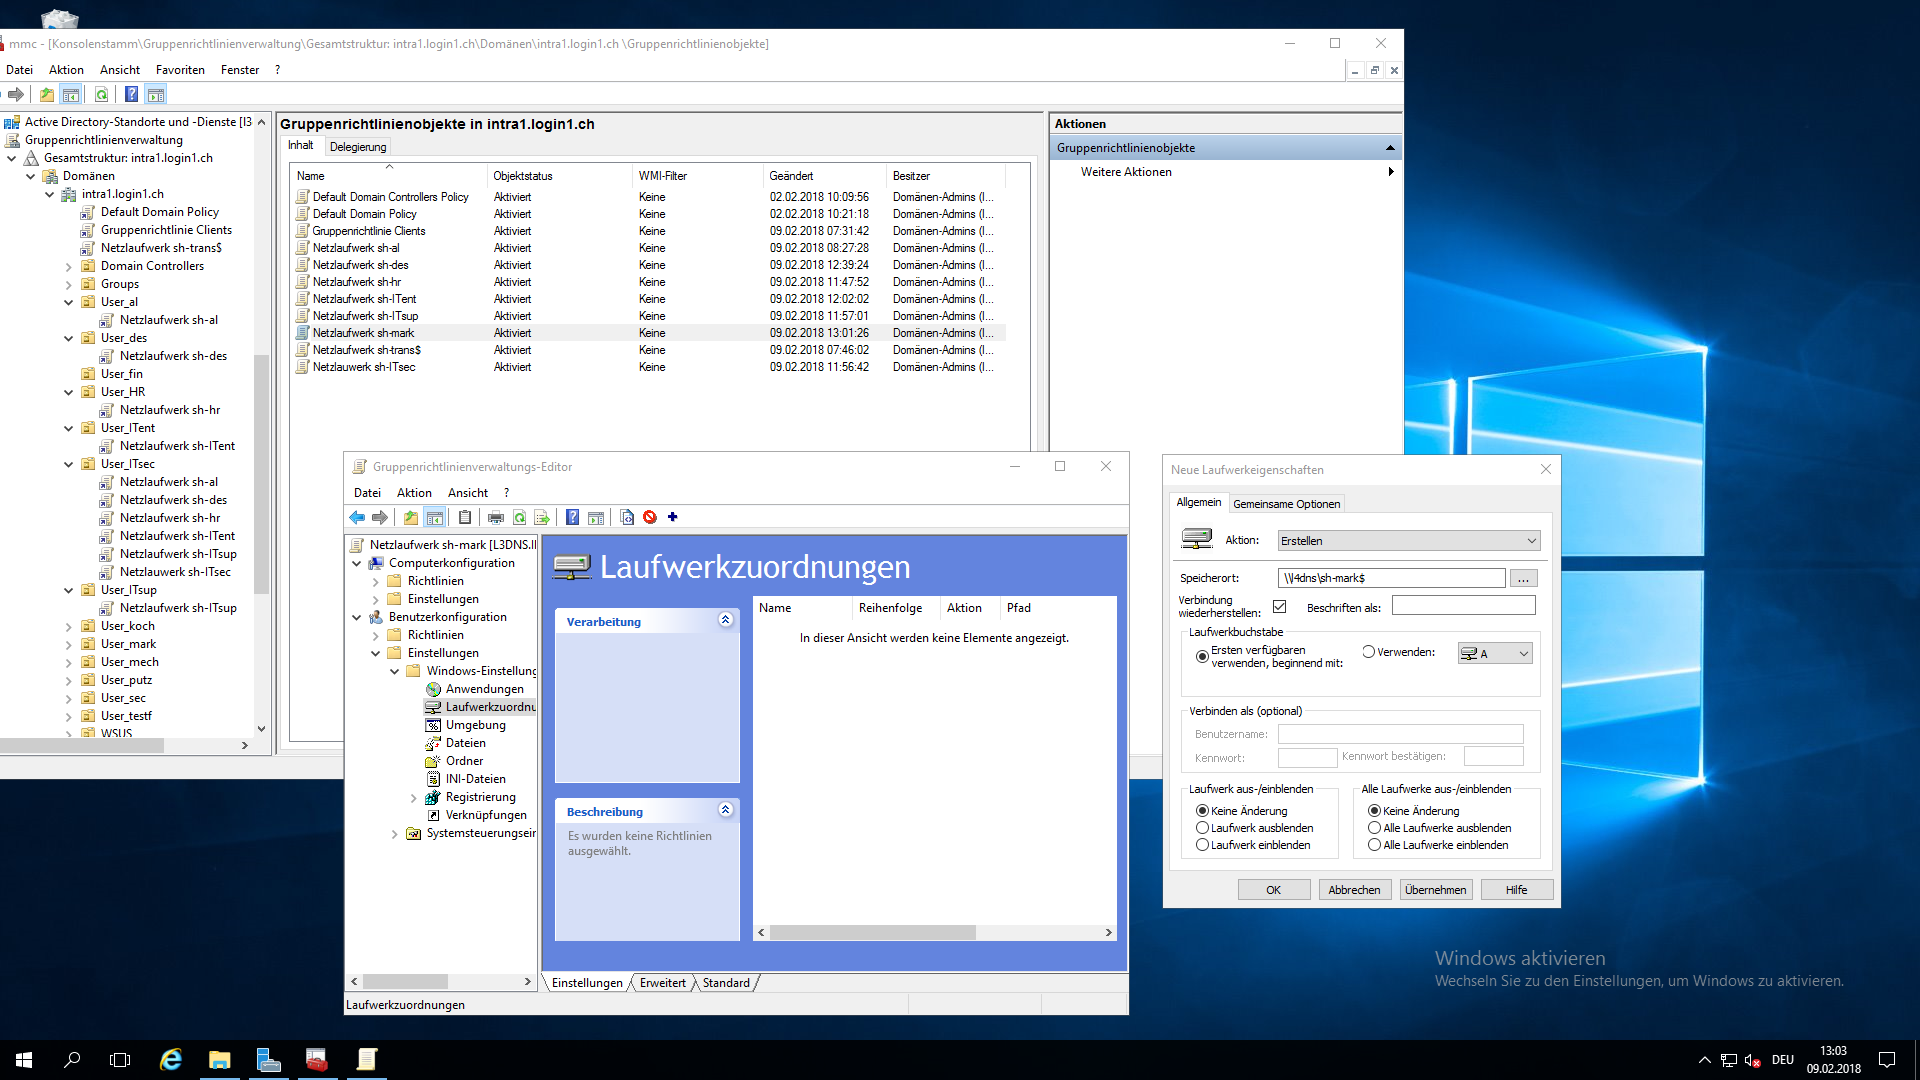 mmc - [Konsolenstamm\Gruppenrichtlinienverwaltung\Gesamtstruktur: intra1.login1.ch\Domänen\intra1.login1.ch \Gruppenrichtlinienobjekte]
Datei Aktion Ansicht Favoriten Fenster ?
Active Directory-Standorte und -Dienste [l3
Gruppenrichtlinienverwaltung
Gesamtstruktur: intra1.login1.ch
Domänen
intra1.login1.ch
Default Domain Policy
Gruppenrichtlinie Clients
Netzlaufwerk sh-trans$
Domain Controllers
Groups
User_al
Netzlaufwerk sh-al
User_des
Netzlaufwerk sh-des
User_fin
User_HR
Netzlaufwerk sh-hr
User_ITent
Netzlaufwerk sh-ITent
User_ITsec
Netzlaufwerk sh-al
Netzlaufwerk sh-des
Netzlaufwerk sh-hr
Netzlaufwerk sh-ITent
Netzlaufwerk sh-ITsup
Netzlauwerk sh-ITsec
User_ITsup
Netzlaufwerk sh-ITsup
User_koch
User_mark
User_mech
User_putz
User_sec
User_testf
WSUS
Gruppenrichtlinienobjekte in intra1.login1.ch
Inhalt Delegierung
Name Objektstatus WMI-Filter Geändert Besitzer
Default Domain Controllers Policy Aktiviert Keine 02.02.2018 10:09:56 Domänen-Admins (I...
Default Domain Policy Aktiviert Keine 02.02.2018 10:21:18 Domänen-Admins (I...
Gruppenrichtlinie Clients Aktiviert Keine 09.02.2018 07:31:42 Domänen-Admins (I...
Netzlaufwerk sh-al Aktiviert Keine 09.02.2018 08:27:28 Domänen-Admins (I...
Netzlaufwerk sh-des Aktiviert Keine 09.02.2018 12:39:24 Domänen-Admins (I...
Netzlaufwerk sh-hr Aktiviert Keine 09.02.2018 11:47:52 Domänen-Admins (I...
Netzlaufwerk sh-ITent Aktiviert Keine 09.02.2018 12:02:02 Domänen-Admins (I...
Netzlaufwerk sh-ITsup Aktiviert Keine 09.02.2018 11:57:01 Domänen-Admins (I...
Netzlaufwerk sh-mark Aktiviert Keine 09.02.2018 13:01:26 Domänen-Admins (I...
Netzlaufwerk sh-trans$ Aktiviert Keine 09.02.2018 07:46:02 Domänen-Admins (I...
Netzlauwerk sh-ITsec Aktiviert Keine 09.02.2018 11:56:42 Domänen-Admins (I...
Aktionen
Gruppenrichtlinienobjekte
Weitere Aktionen
Gruppenrichtlinienverwaltungs-Editor
Datei Aktion Ansicht ?
Netzlaufwerk sh-mark [L3DNS.I
Computerkonfiguration
Richtlinien
Einstellungen
Benutzerkonfiguration
Richtlinien
Einstellungen
Windows-Einstellung
Anwendungen
Laufwerkzuordnu
Umgebung
Dateien
Ordner
INI-Dateien
Registrierung
Verknüpfungen
Systemsteuerungsein
Laufwerkzuordnungen
Verarbeitung
Beschreibung
Es wurden keine Richtlinien
ausgewählt.
Name Reihenfolge Aktion Pfad
In dieser Ansicht werden keine Elemente angezeigt.
Einstellungen Erweitert Standard
Laufwerkzuordnungen
Neue Laufwerkeigenschaften
Allgemein Gemeinsame Optionen
Aktion: Erstellen
Speicherort: \\l4dns\sh-mark$ ...
Verbindung
wiederherstellen: Beschriften als:
Laufwerkbuchstabe
Ersten verfügbaren
verwenden, beginnend mit: Verwenden: A
Verbinden als (optional)
Benutzername:
Kennwort: Kennwort bestätigen:
Laufwerk aus-/einblenden
Keine Änderung
Laufwerk ausblenden
Laufwerk einblenden
Alle Laufwerke aus-/einblenden
Keine Änderung
Alle Laufwerke ausblenden
Alle Laufwerke einblenden
OK Abbrechen Übernehmen Hilfe
Windows aktivieren
Wechseln Sie zu den Einstellungen, um Windows zu aktivieren.
DEU
13:03
09.02.2018